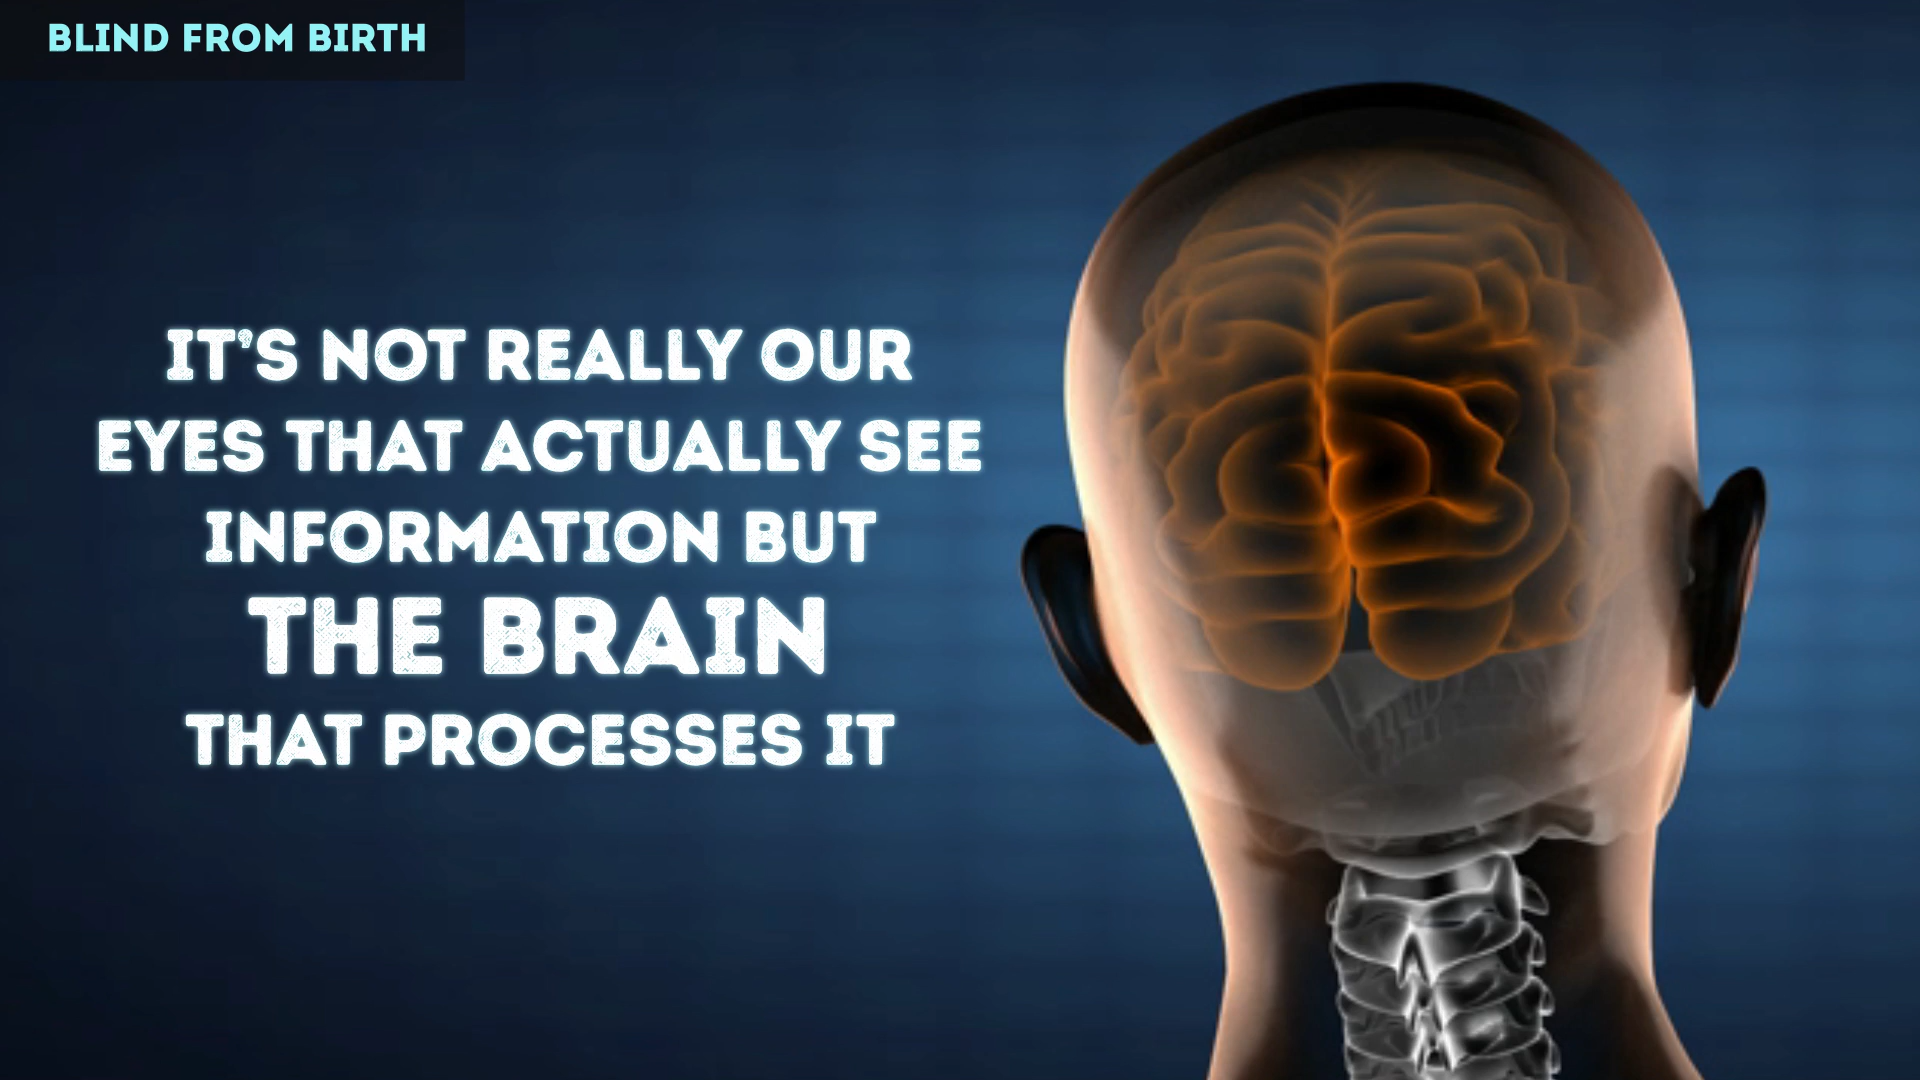 BLIND FROM BIRTH
IT'S NOT REALLY OUR
EYES THAT ACTUALLY SEE
INFORMATION BUT
THE BRAIN
THAT PROCESSES IT